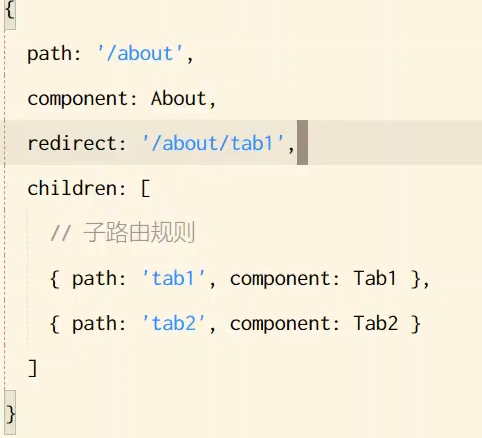 {
path: '/about',
component: About,
redirect: '/about/tab1',
children: [
// 子路由规则
{ path: 'tab1', component: Tab1 },
{ path: 'tab2', component: Tab2 }
]
}